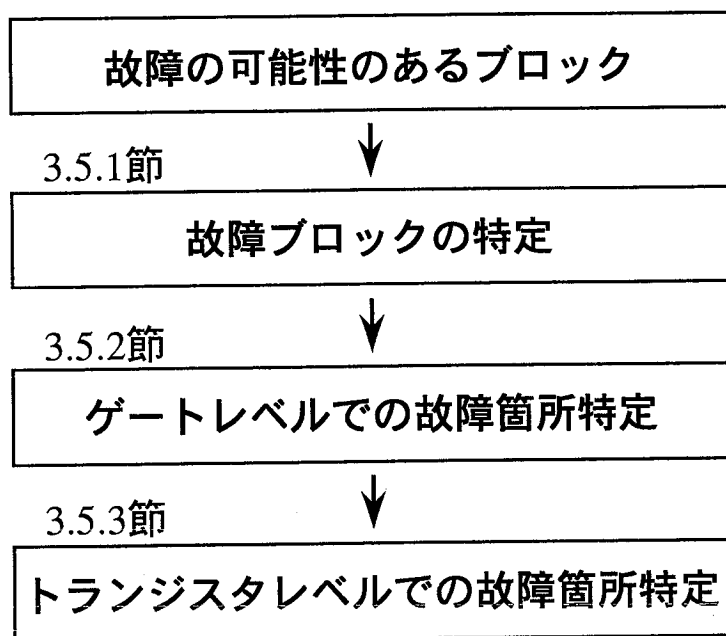 故障の可能性のあるブロック
3.5.1節
故障ブロックの特定
3.5.2節
ゲートレベルでの故障箇所特定
3.5.3節
トランジスタレベルでの故障箇所特定